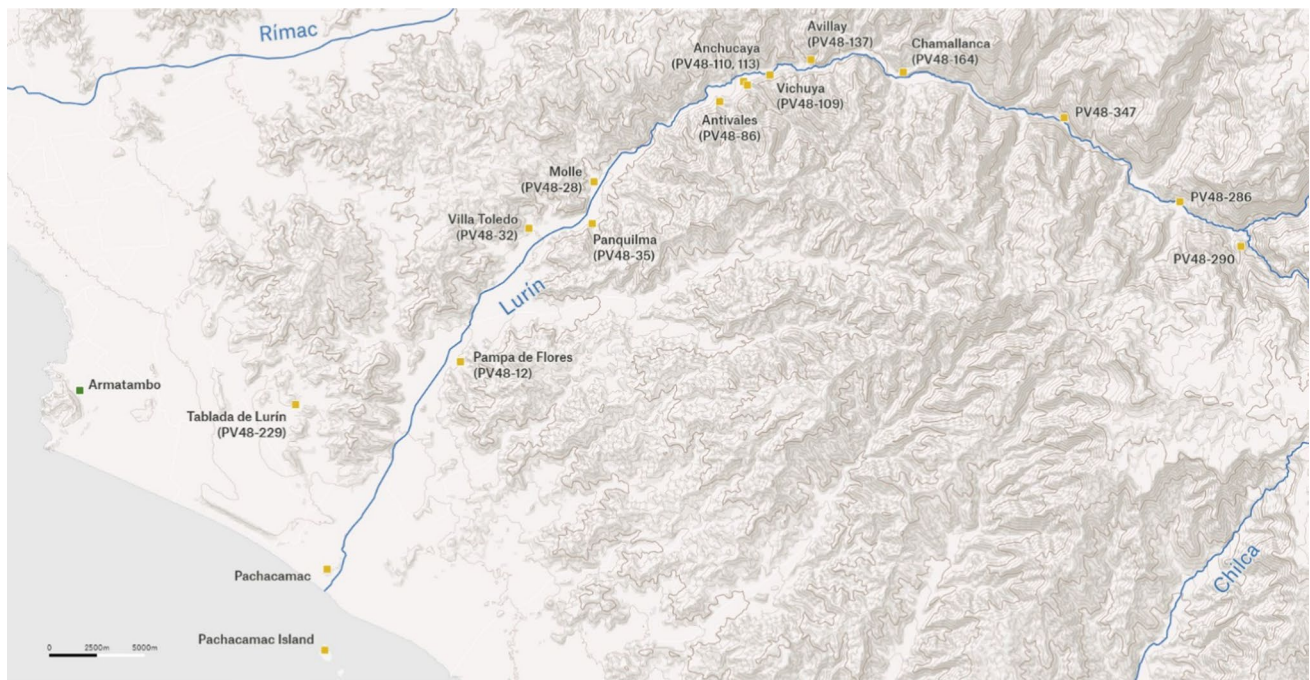 Rímac
Avillay
(PV48-137)
Anchucaya
(PV48-110, 113)
Chamallanca
(PV48-164)
Vichuya
(PV48-109)
Antivales
(PV48-86)
PV48-347
Molle
(PV48-28)
PV48-286
Villa Toledo
(PV48-32)
Panquilma
(PV48-35)
PV48-290
Lurín
Pampa de Flores
(PV48-12)
Armatambo
Tablada de Lurín
(PV48-229)
Chilca
Pachacamac
Pachacamac Island
0 2500m 5000m